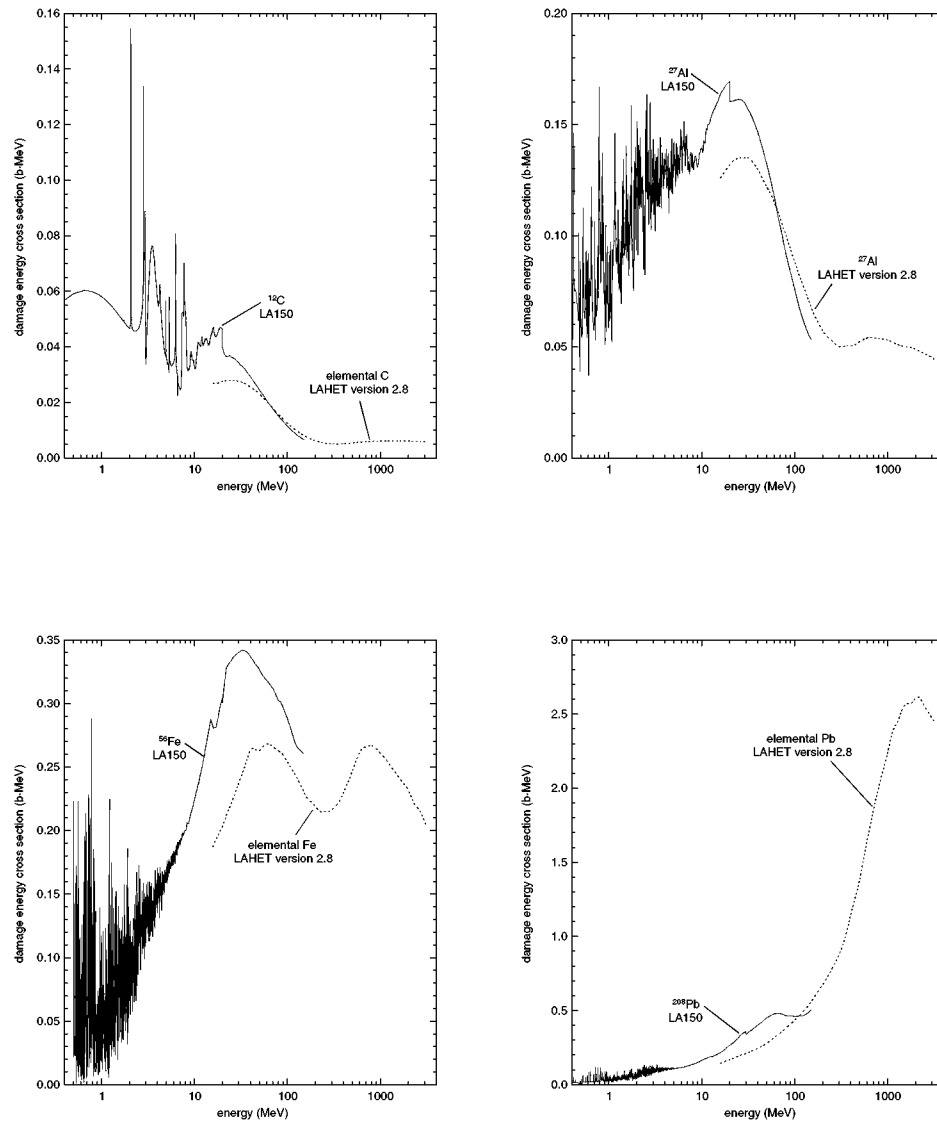 0.16
0.14
0.12
0.10
0.08
0.06
0.04
0.02
0.00
damage energy cross section (b-MeV)
12C
LA150
elemental C
LAHET version 2.8
1
10
100
1000
energy (MeV)
0.20
0.15
0.10
0.05
0.00
damage energy cross section (b-MeV)
27Al
LA150
27Al
LAHET version 2.8
1
10
100
1000
energy (MeV)
0.35
0.30
0.25
0.20
0.15
0.10
0.05
0.00
damage energy cross section (b-MeV)
56Fe
LA150
elemental Fe
LAHET version 2.8
1
10
100
1000
energy (MeV)
3.0
2.5
2.0
1.5
1.0
0.5
0.0
damage energy cross section (b-MeV)
elemental Pb
LAHET version 2.8
208Pb
LA150
1
10
100
1000
energy (MeV)